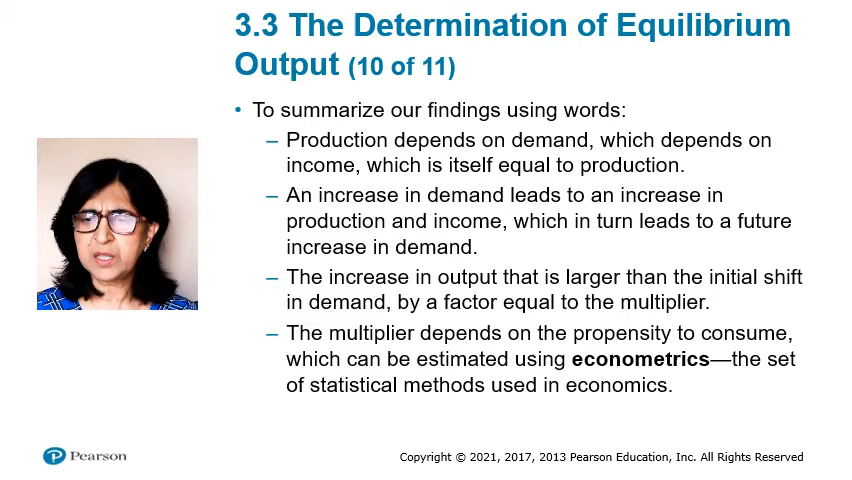 3.3 The Determination of Equilibrium
Output (10 of 11)
• To summarize our findings using words:
– Production depends on demand, which depends on
income, which is itself equal to production.
– An increase in demand leads to an increase in
production and income, which in turn leads to a future
increase in demand.
– The increase in output that is larger than the initial shift
in demand, by a factor equal to the multiplier.
– The multiplier depends on the propensity to consume,
which can be estimated using econometrics—the set
of statistical methods used in economics.
P Pearson
Copyright © 2021, 2017, 2013 Pearson Education, Inc. All Rights Reserved